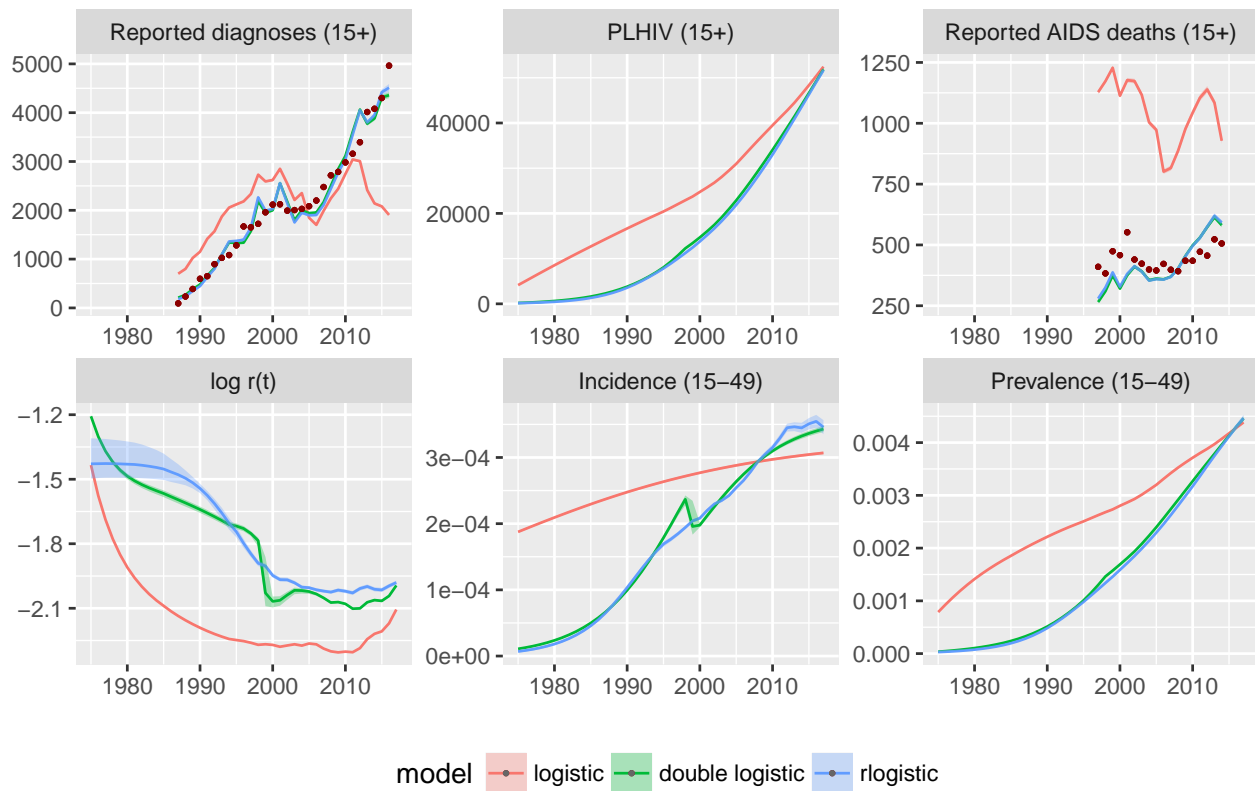 Reported diagnoses (15+)
PLHIV (15+)
Reported AIDS deaths (15+)
5000
4000
3000
2000
1000
0
1980 1990 2000 2010
40000
20000
0
1980 1990 2000 2010
1250
1000
750
500
250
1980 1990 2000 2010
log r(t)
Incidence (15−49)
Prevalence (15−49)
−1.2
−1.5
−1.8
−2.1
1980 1990 2000 2010
3e−04
2e−04
1e−04
0e+00
1980 1990 2000 2010
0.004
0.003
0.002
0.001
0.000
1980 1990 2000 2010
model logistic double logistic rlogistic